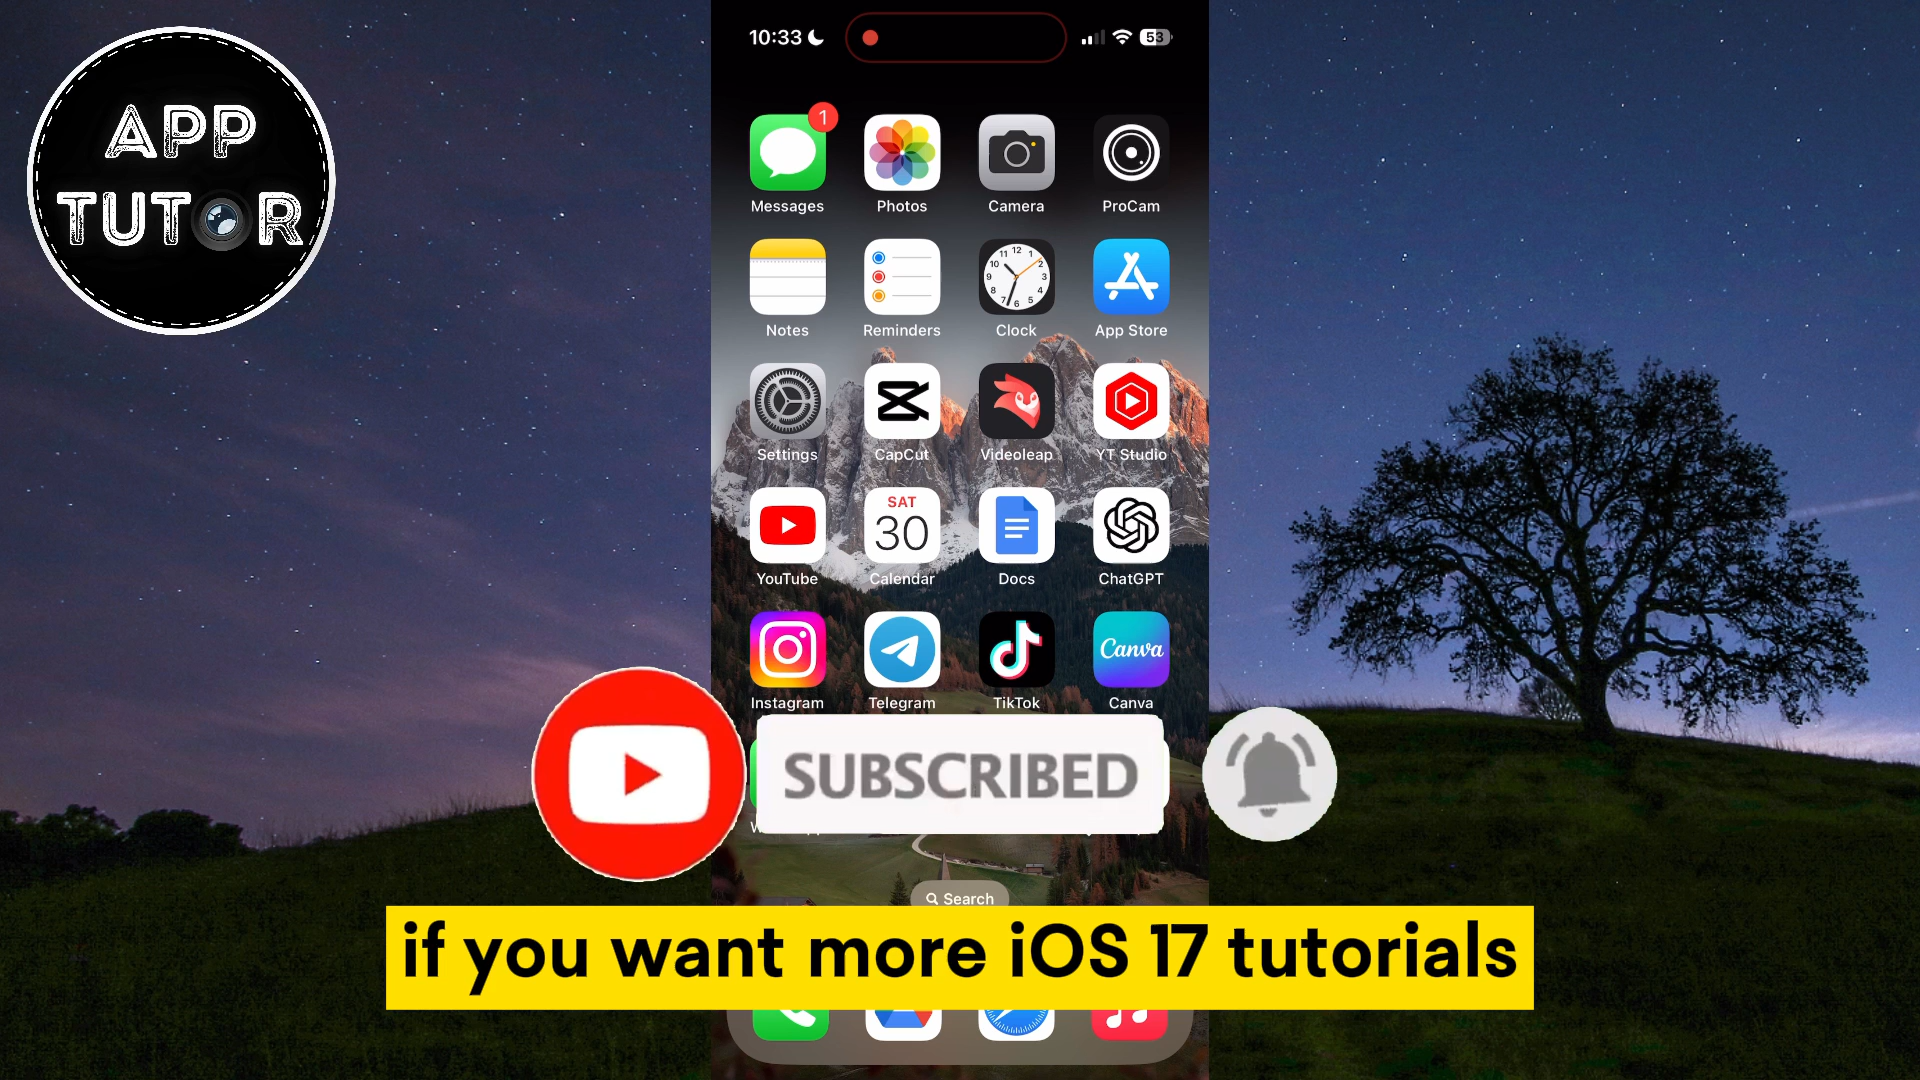 APP
TUTOR
10:33
53
1
Messages
Photos
Camera
ProCam
Notes
Reminders
Clock
App Store
Settings
CapCut
Videoleap
YT Studio
SAT
30
YouTube
Calendar
Docs
ChatGPT
Canva
Instagram
Telegram
TikTok
Canva
SUBSCRIBED
Search
if you want more iOS 17 tutorials